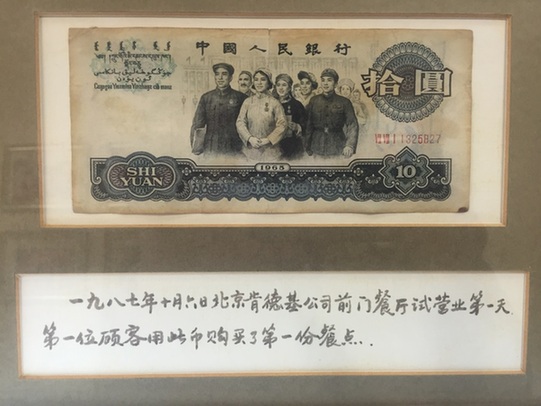 中國人民銀行
拾圓
ⅧⅧⅠ1325827
1965
SHI
YUAN
10
一九八七年十月六日北京肯德基公司前门餐厅试营业第一天
第一位顾客用此币购买了第一份餐点.